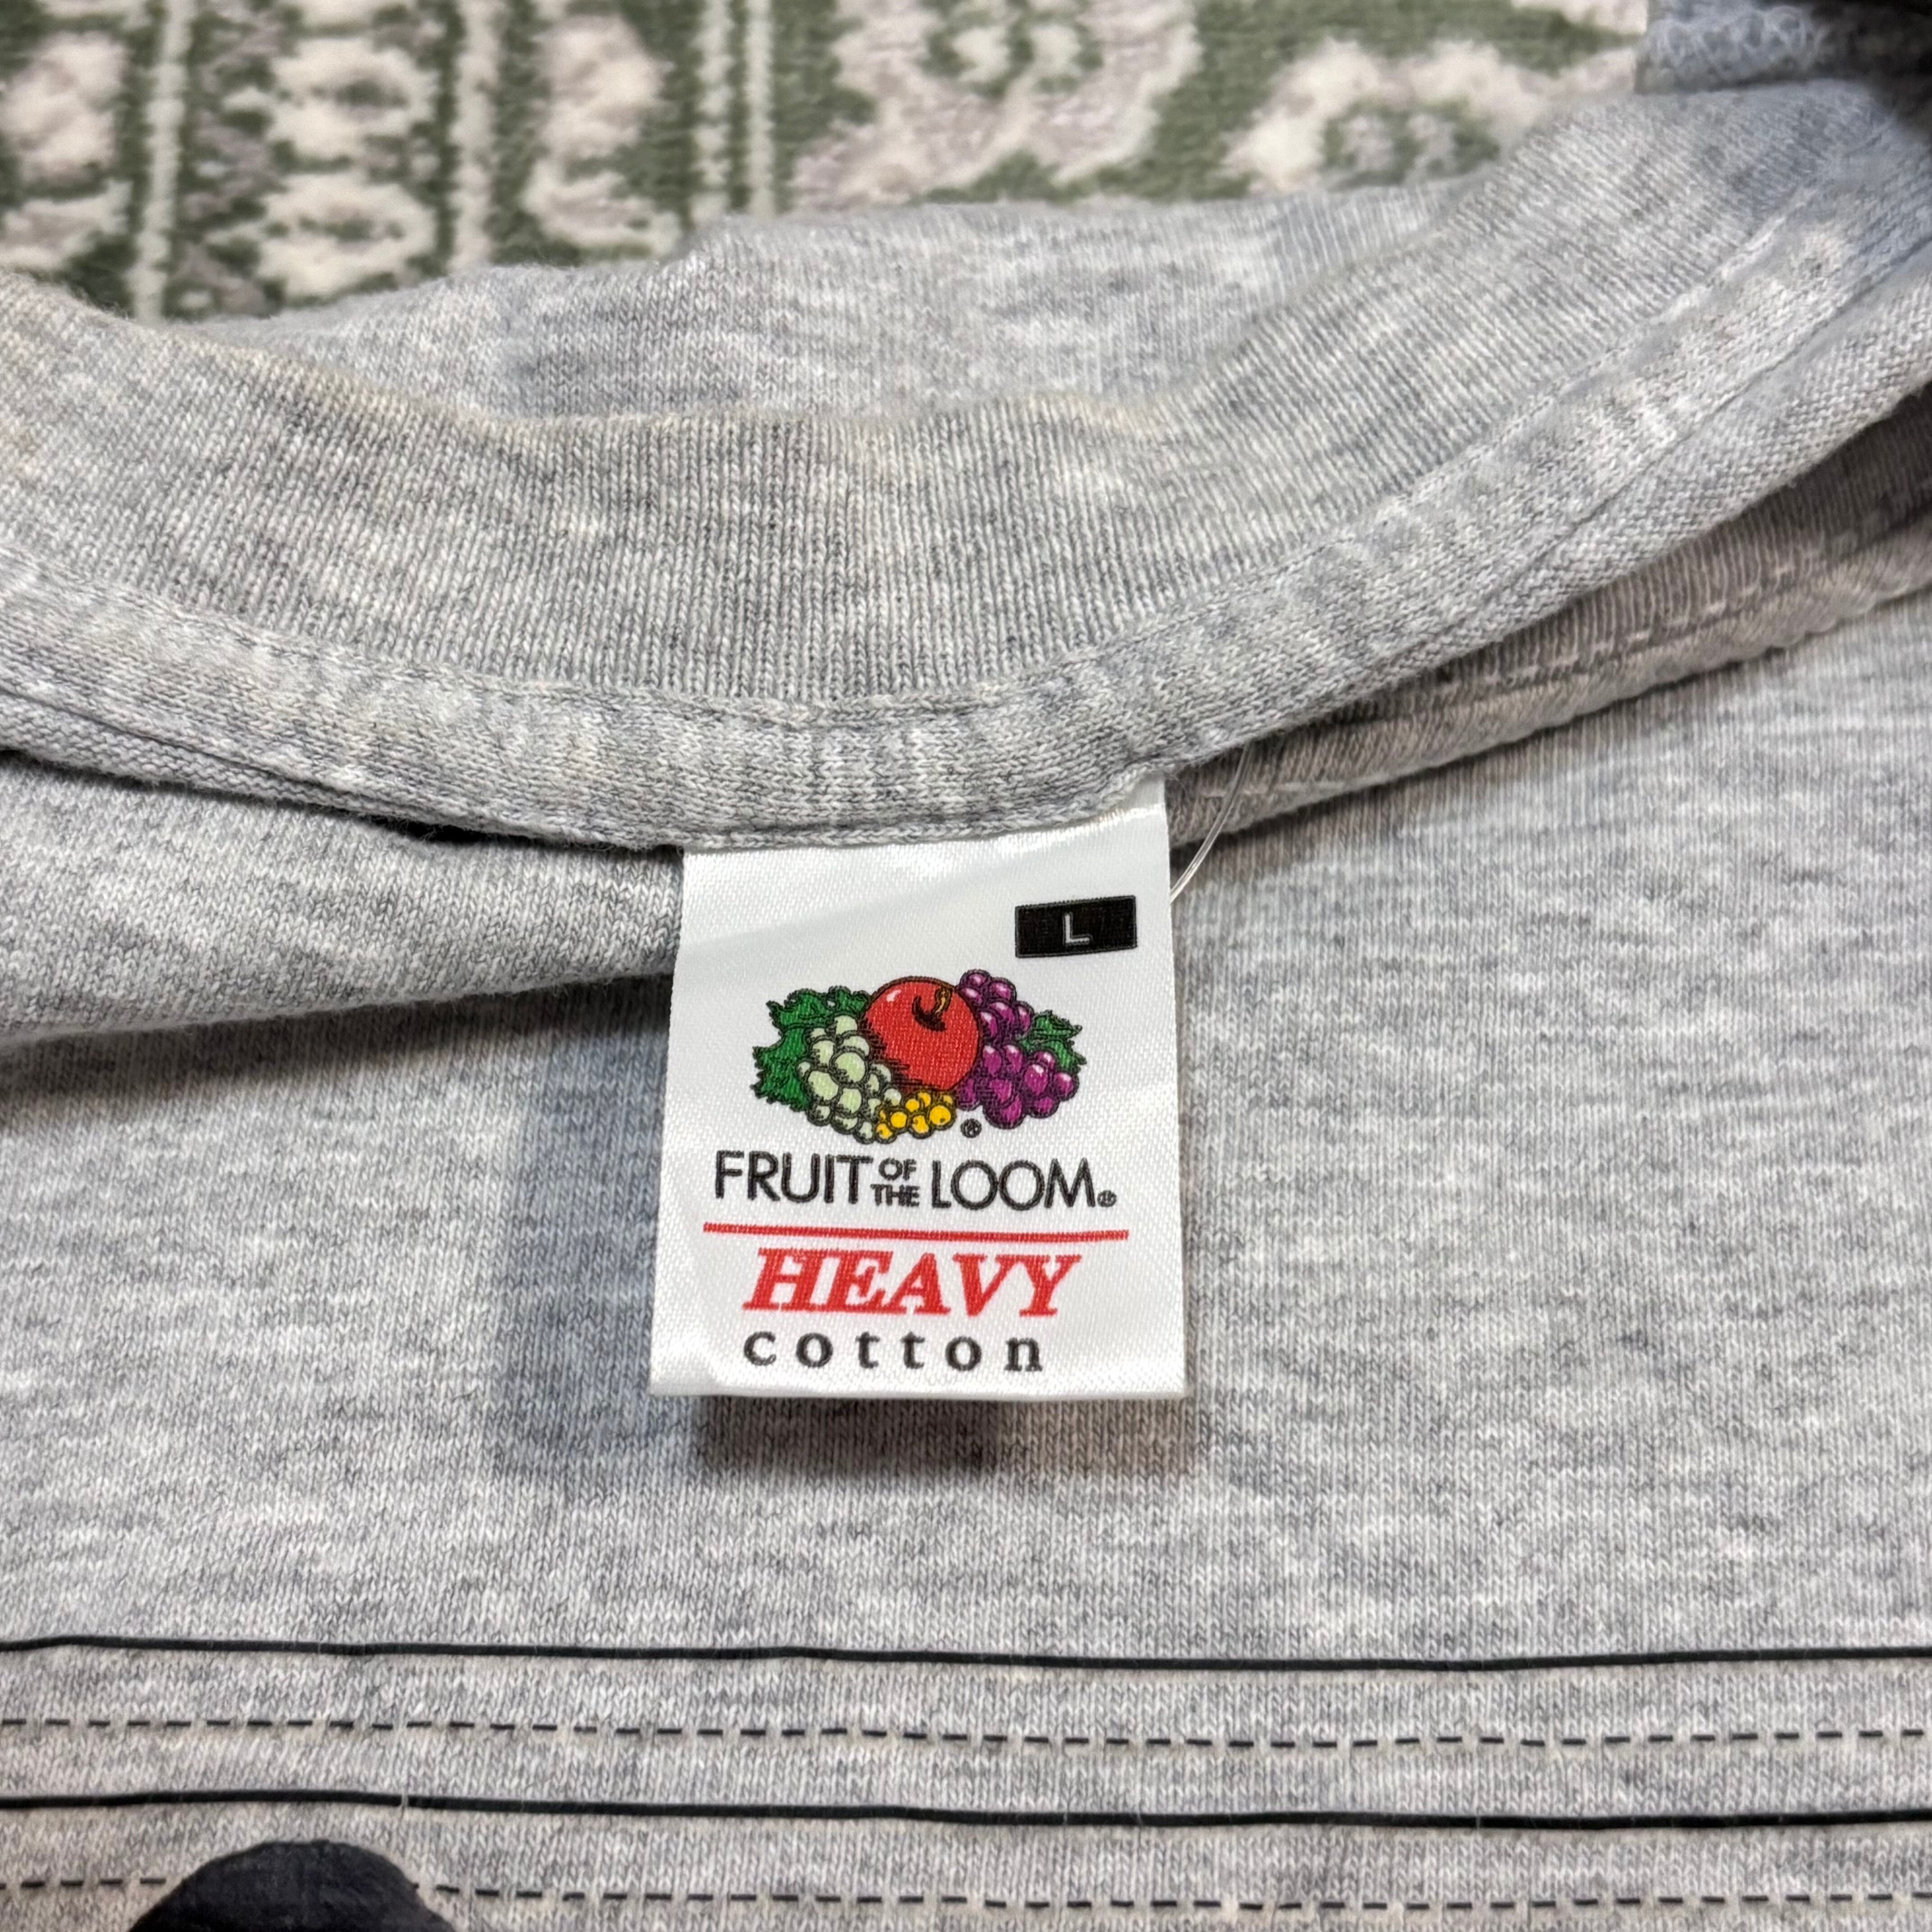 L
FRUIT OF THE LOOM®
HEAVY
cotton